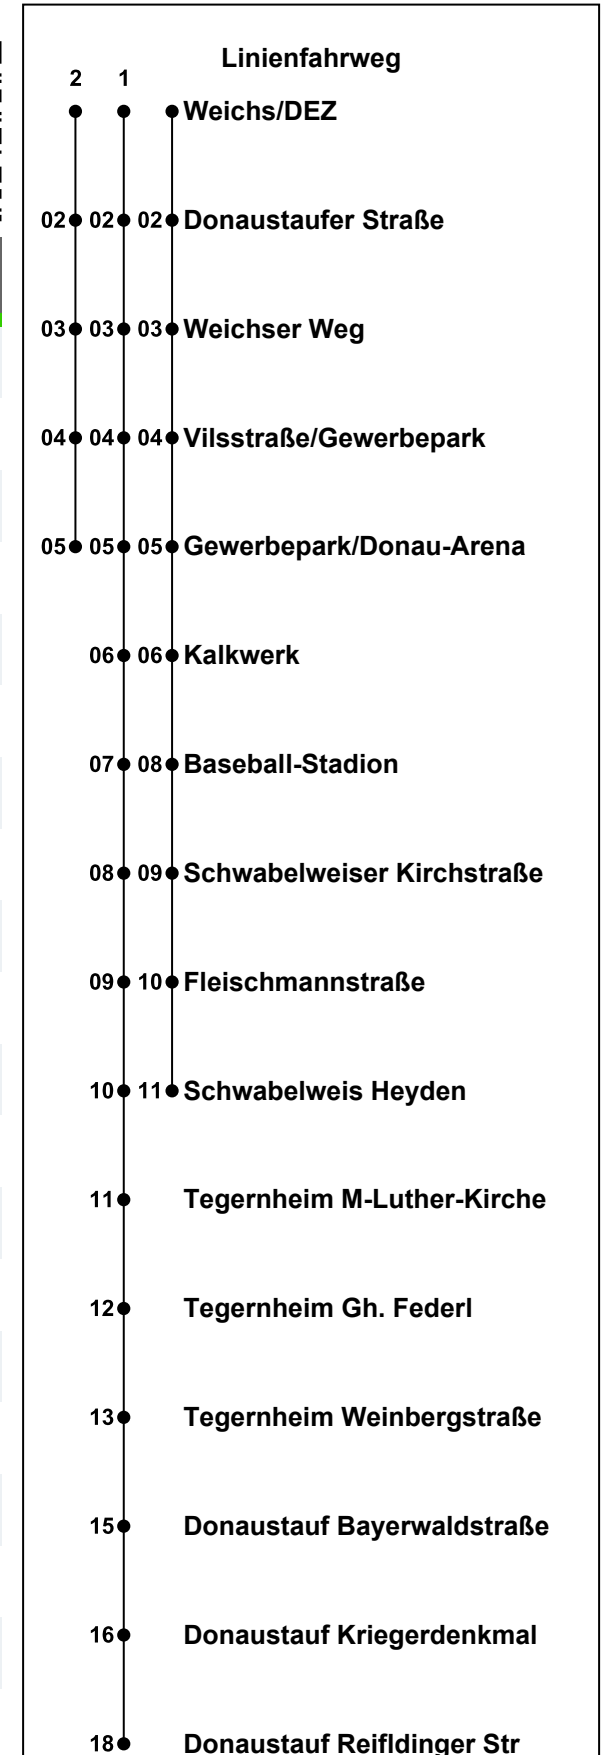 Linienfahrweg
2 1
Weichs/DEZ
02 02 02 Donaustaufer Straße
03 03 03 Weichser Weg
04 04 04 Vilsstraße/Gewerbepark
05 05 05 Gewerbepark/Donau-Arena
06 06 Kalkwerk
07 08 Baseball-Stadion
08 09 Schwabelweiser Kirchstraße
09 10 Fleischmannstraße
10 11 Schwabelweis Heyden
11 Tegernheim M-Luther-Kirche
12 Tegernheim Gh. Federl
13 Tegernheim Weinbergstraße
15 Donaustauf Bayerwaldstraße
16 Donaustauf Kriegerdenkmal
18 Donaustauf Reifldinger Str